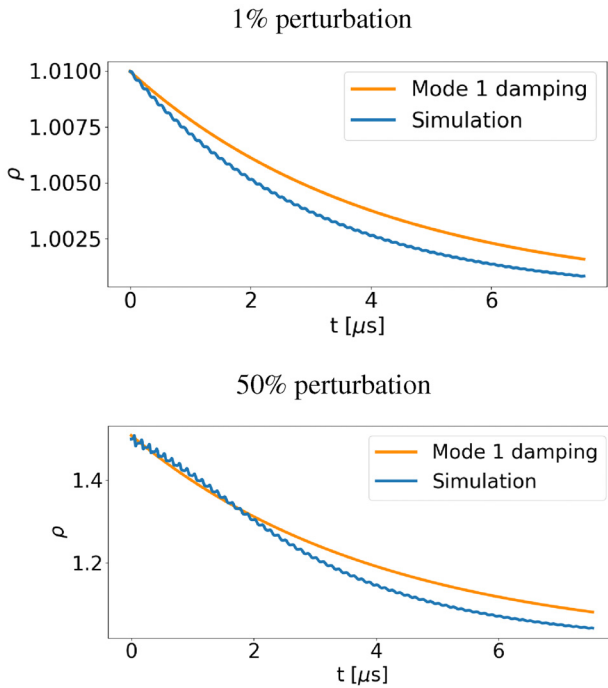 1% perturbation
1.0100
1.0075
1.0050
1.0025
ρ
Mode 1 damping
Simulation
0 2 4 6
t [μs]
50% perturbation
1.4
1.2
ρ
Mode 1 damping
Simulation
0 2 4 6
t [μs]